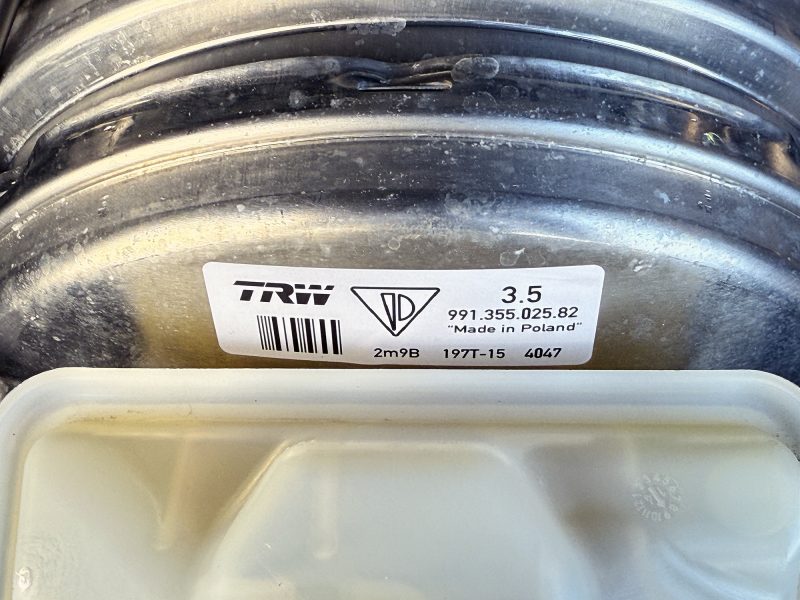 TRW
3.5
991.355.025.82
"Made in Poland"
2m9B 197T-15 4047